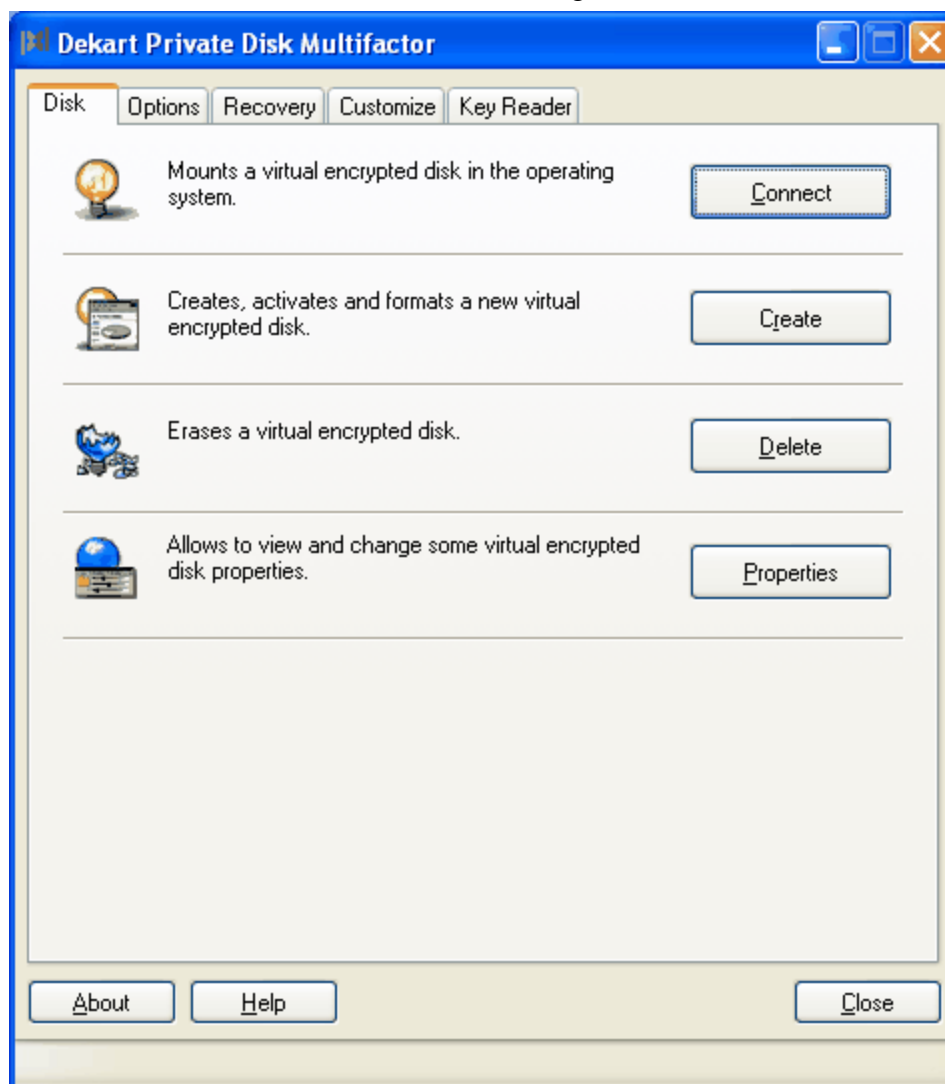 Dekart Private Disk Multifactor
Disk Options Recovery Customize Key Reader
Mounts a virtual encrypted disk in the operating
system.
Connect
Creates, activates and formats a new virtual
encrypted disk.
Create
Erases a virtual encrypted disk.
Delete
Allows to view and change some virtual encrypted
disk properties.
Properties
About Help Close